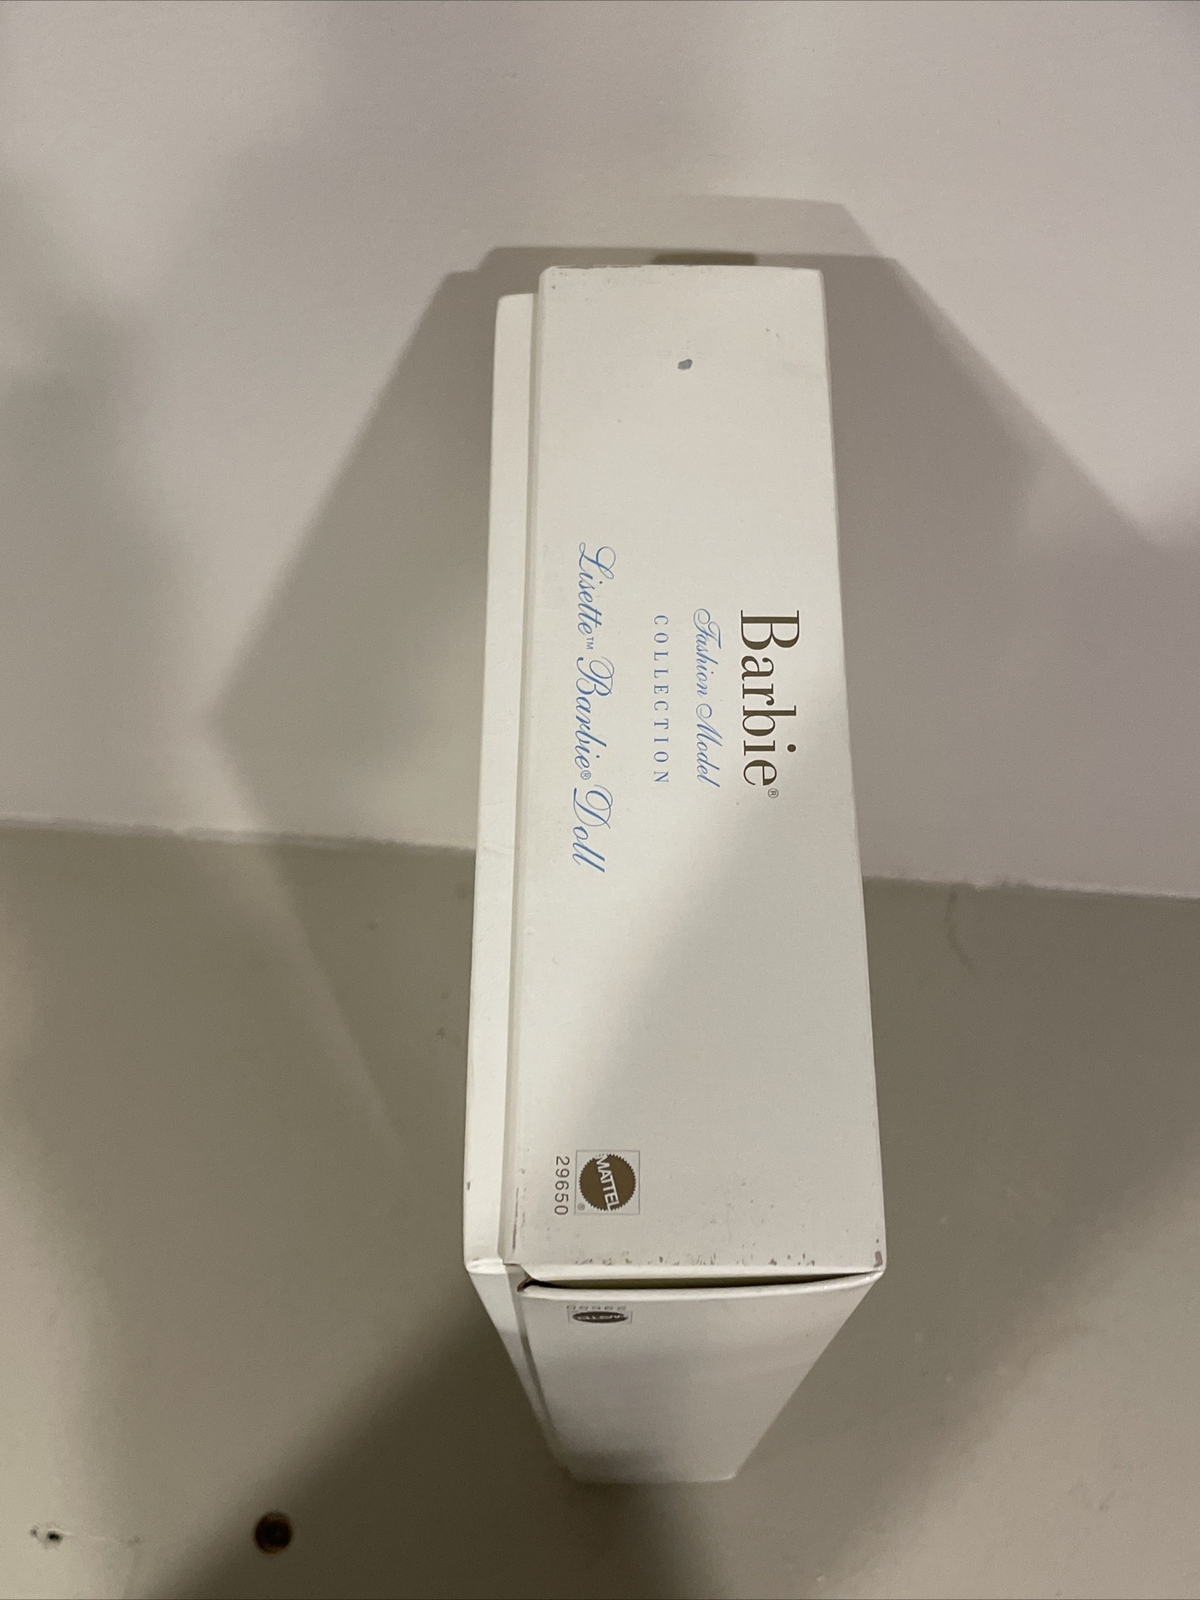 Barbie®
Fashion Model
COLLECTION
Lisette™ Barbie® Doll
MATTEL®
29650